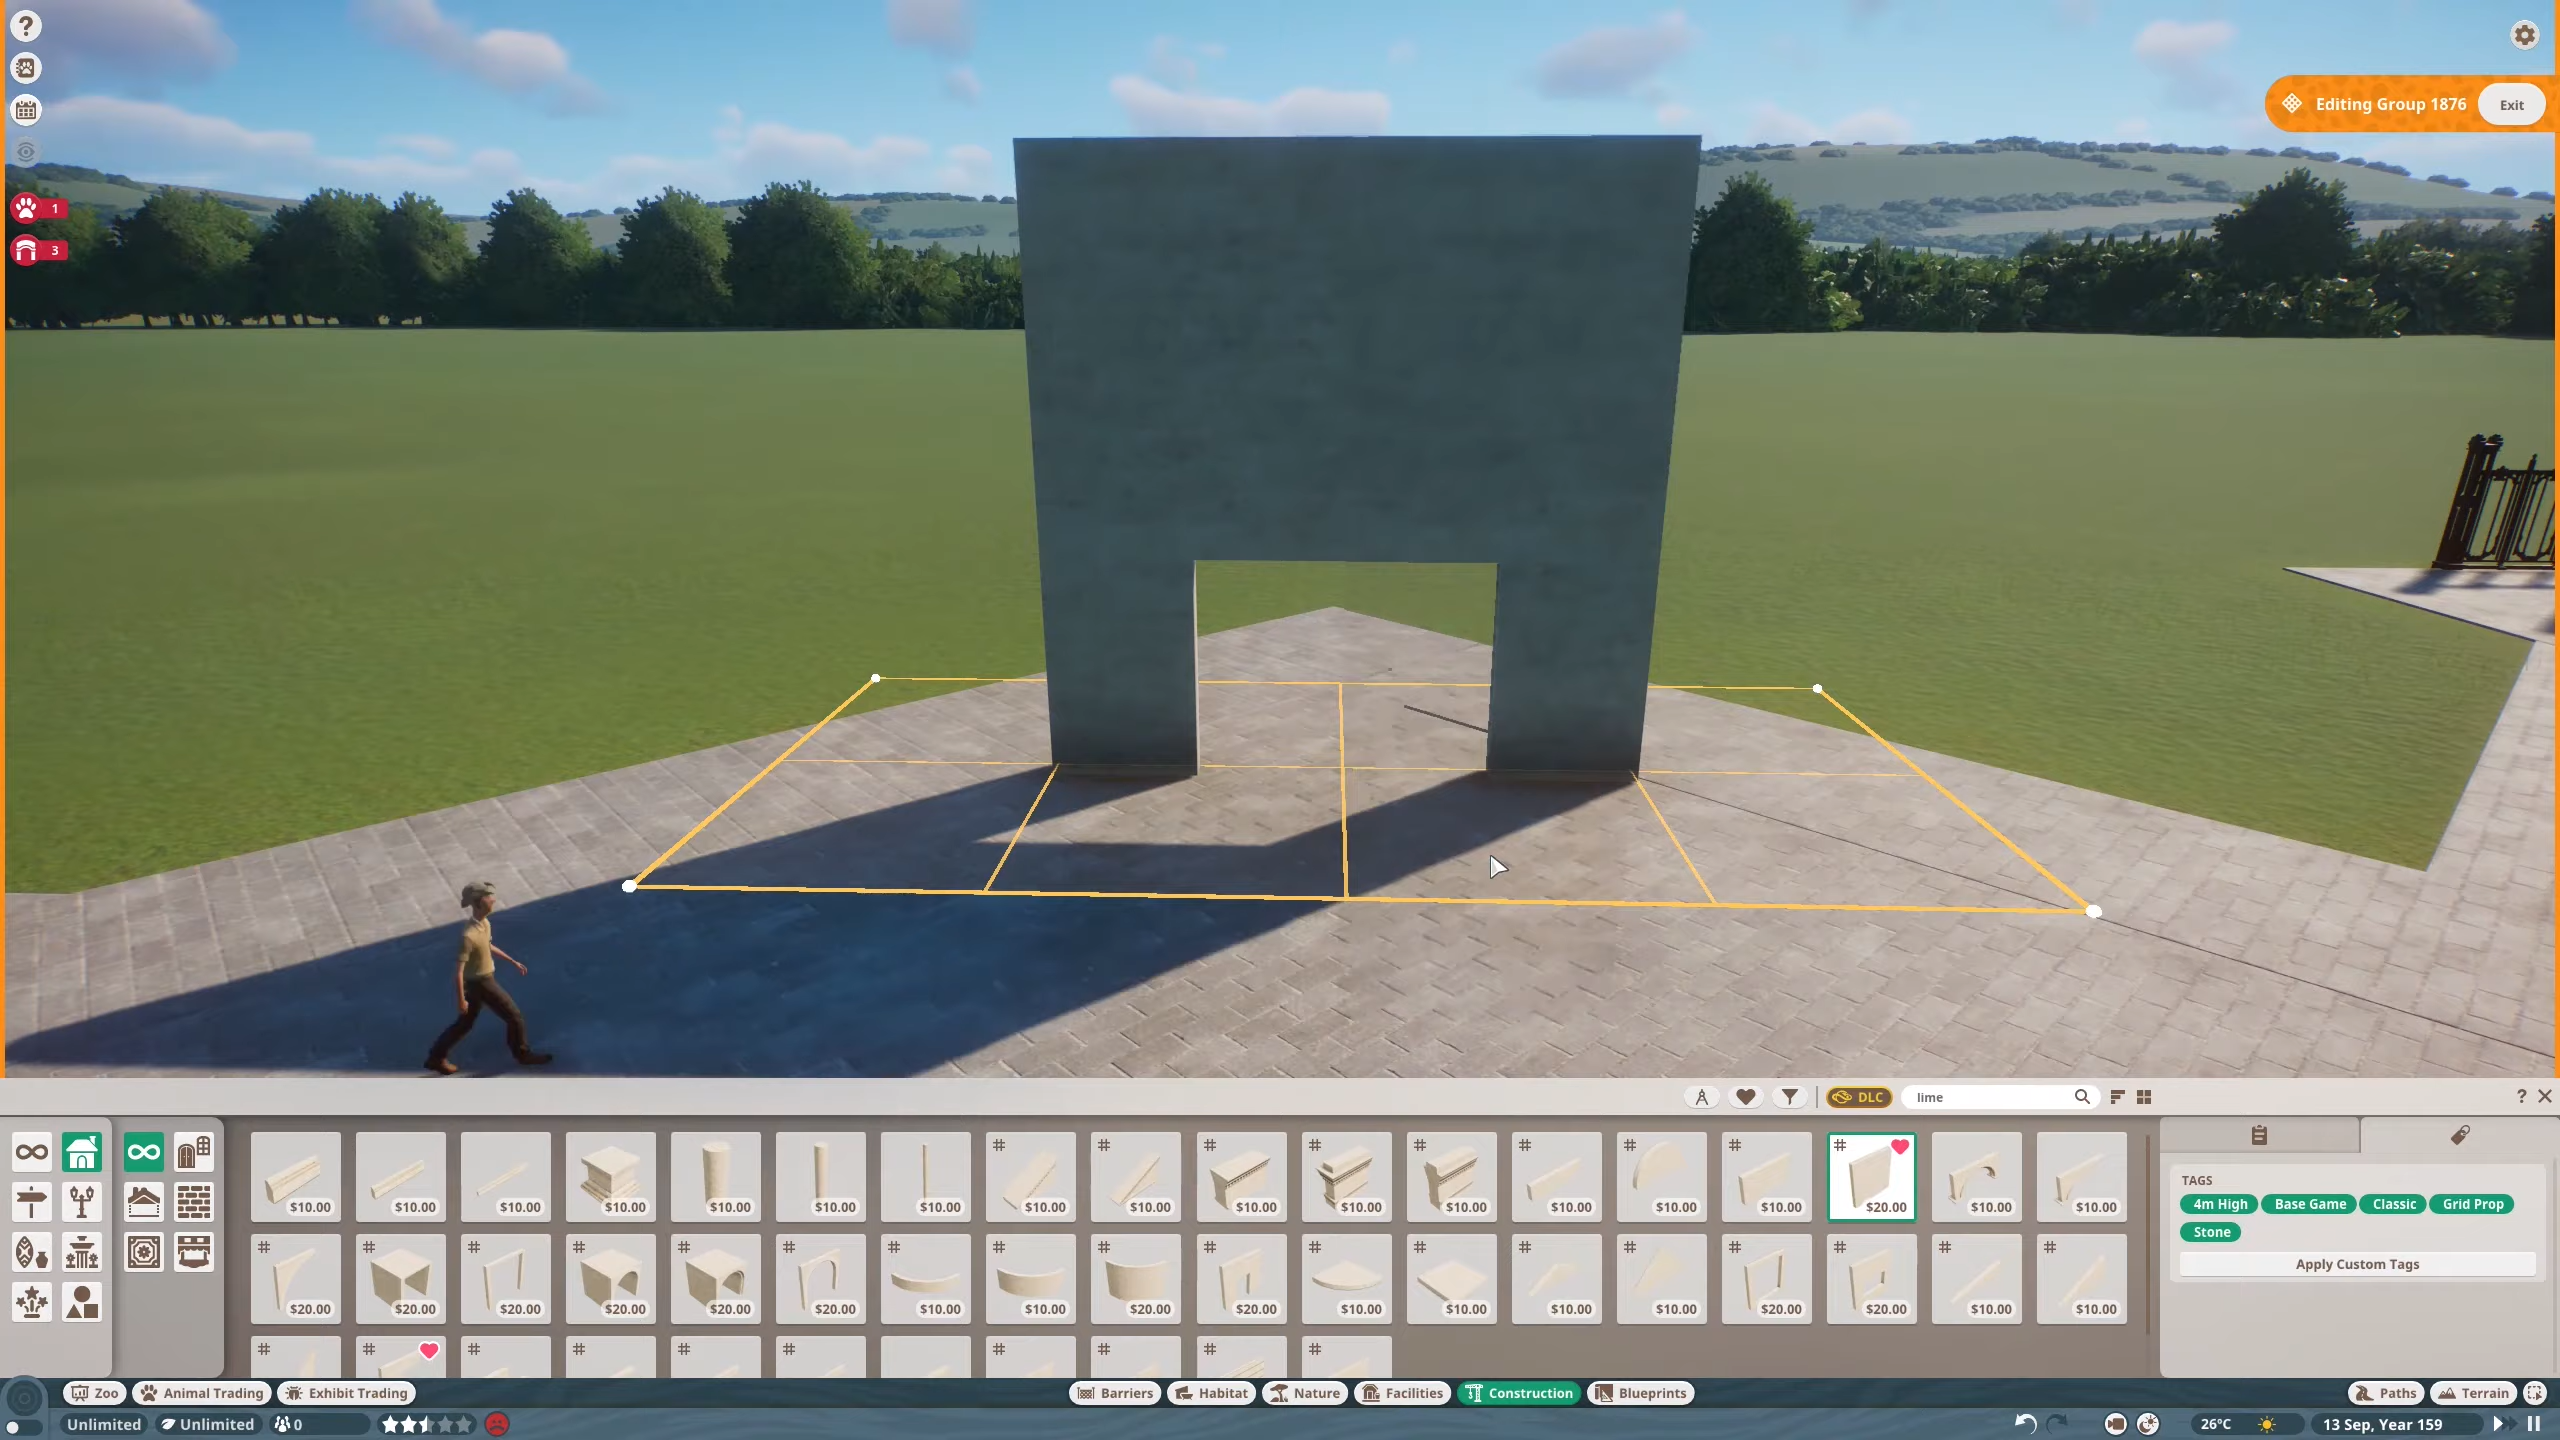 ?
Editing Group 1876 Exit
1
3
DLC lime ?
$10.00 $10.00 $10.00 $10.00 $10.00 $10.00 $10.00 $10.00 $10.00 $10.00 $10.00 $10.00 $10.00 $10.00 $10.00 $20.00 $10.00 $10.00
TAGS
4m High Base Game Classic Grid Prop
Stone
Apply Custom Tags
$20.00 $20.00 $20.00 $20.00 $20.00 $20.00 $10.00 $10.00 $20.00 $20.00 $10.00 $10.00 $10.00 $10.00 $20.00 $20.00 $10.00 $10.00
Zoo Animal Trading Exhibit Trading Barriers Habitat Nature Facilities Construction Blueprints Paths Terrain
Unlimited Unlimited 0 26°C 13 Sep, Year 159